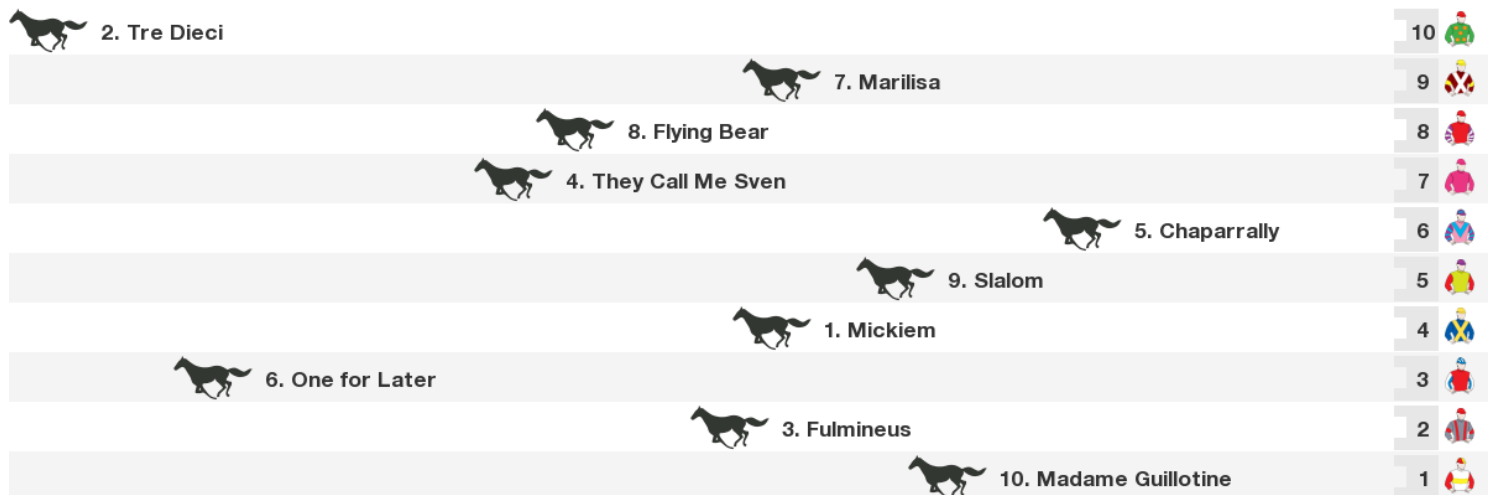 2. Tre Dieci 10
7. Marilisa 9
8. Flying Bear 8
4. They Call Me Sven 7
5. Chaparrally 6
9. Slalom 5
1. Mickiem 4
6. One for Later 3
3. Fulmineus 2
10. Madame Guillotine 1